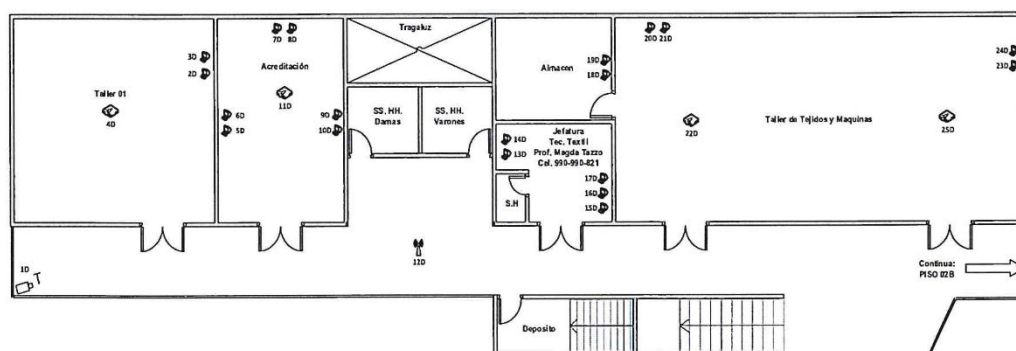 Tragaluz
7D 8D
20D 21D
3D
2D
Acreditación
Almacen
19D
18D
24D
23D
Taller 01
4D
11D
6D
5D
9D
10D
SS. HH.
Damas
SS. HH.
Varones
22D
Taller de Tejidos y Maquinas
25D
14D
13D
Jefatura
Tec. Textil
Prof. Magda Tazzo
Cel. 990-990-821
17D
16D
15D
S.H
12D
1D
Continua:
PISO 02B
Deposito